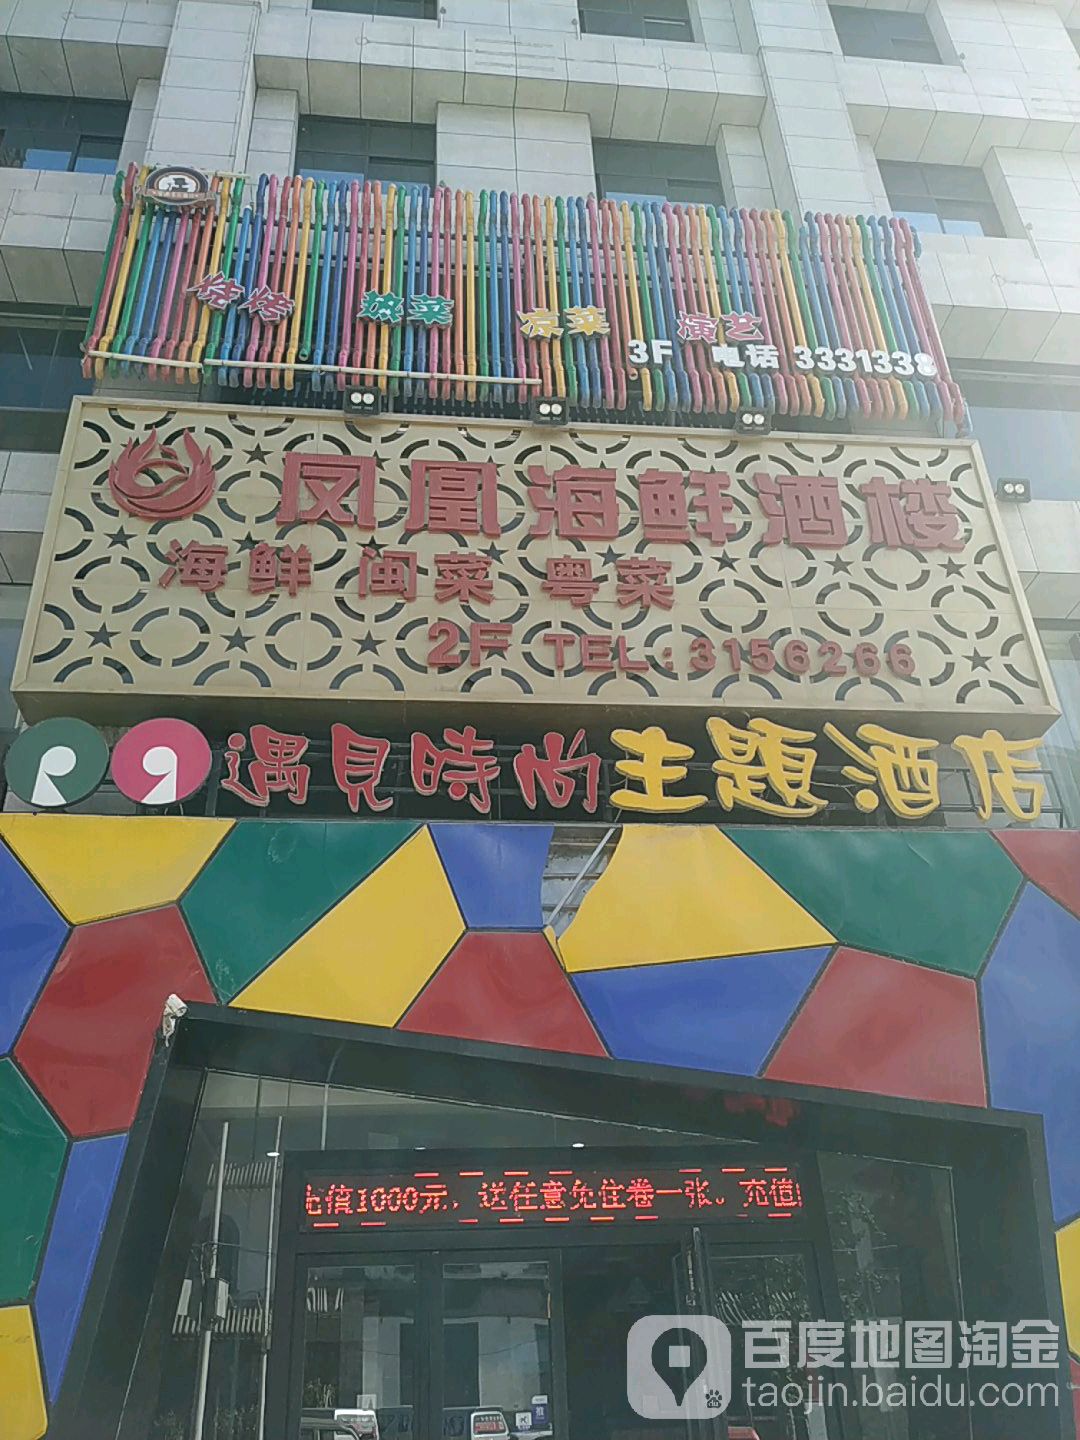 烧烤 热菜 凉菜 演艺
3F 电话 3331338
凤凰海鲜酒楼
海鲜 闽菜 粤菜
2F TEL:3156266
遇見時尚主题酒店
值1000元，送任意免住卷一张。充值
推
百度地图淘金
taojin.baidu.com